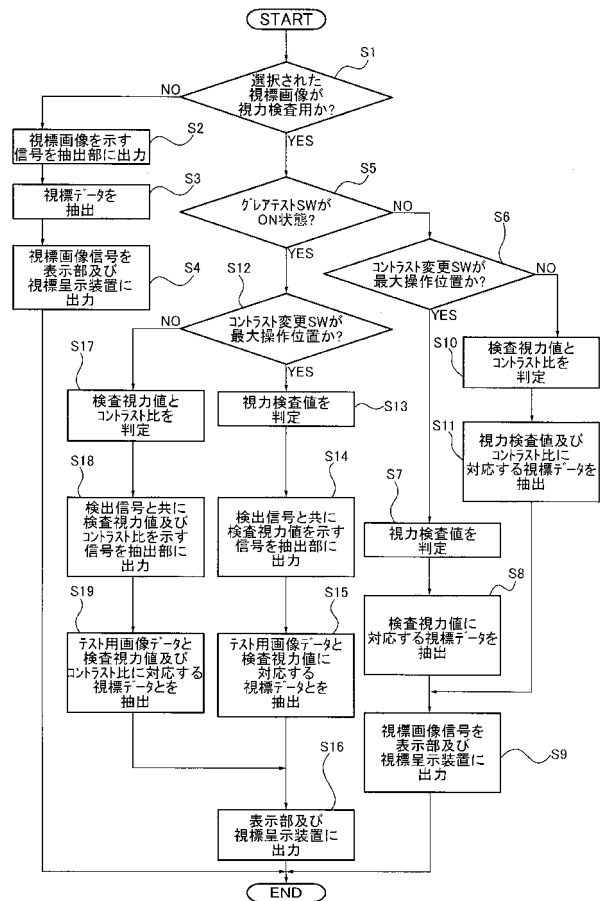 START
S1
選択された
視標画像が
視力検査用か?
NO
YES
S2
視標画像を示す
信号を抽出部に出力
S3
視標データを
抽出
S4
視標画像信号を
表示部及び
視標呈示装置に
出力
S5
グレアテストSWが
ON状態?
NO
YES
S6
コントラスト変更SWが
最大操作位置か?
NO
YES
S12
コントラスト変更SWが
最大操作位置か?
NO
YES
S10
検査視力値と
コントラスト比を
判定
S11
視力検査値及び
コントラスト比に
対応する視標データを
抽出
S17
検査視力値と
コントラスト比を
判定
S13
視力検査値を
判定
S18
検出信号と共に
検査視力値及び
コントラスト比を示す
信号を抽出部に
出力
S14
検出信号と共に
検査視力値を示す
信号を抽出部に
出力
S7
視力検査値を
判定
S8
検査視力値に
対応する視標データを
抽出
S19
テスト用画像データと
検査視力値及び
コントラスト比に対応する
視標データとを
抽出
S15
テスト用画像データと
検査視力値に
対応する
視標データとを
抽出
S9
視標画像信号を
表示部及び
視標呈示装置に
出力
S16
表示部及び
視標呈示装置に
出力
END